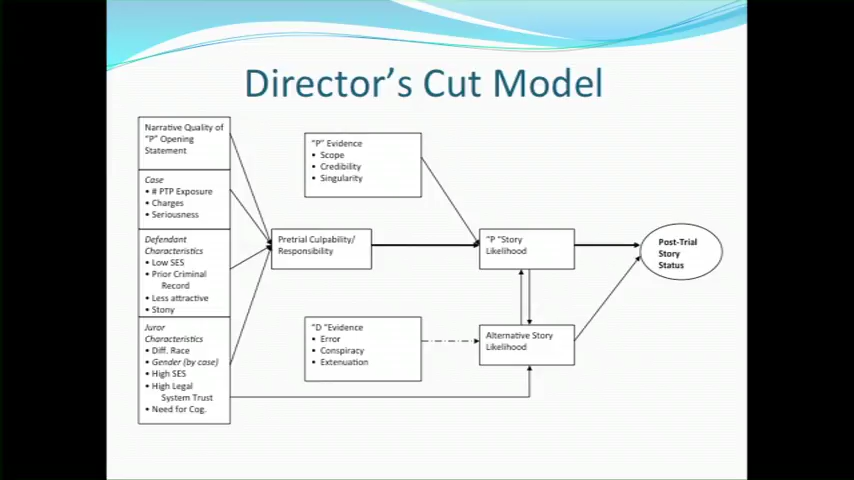 Director's Cut Model
Narrative Quality of
"P" Opening
Statement
Case
• # PTP Exposure
• Charges
• Seriousness
Defendant
Characteristics
• Low SES
• Prior Criminal
Record
• Less attractive
• Stony
Juror
Characteristics
• Diff. Race
• Gender (by case)
• High SES
• High Legal
System Trust
• Need for Cog.
Pretrial Culpability/
Responsibility
"P" Evidence
• Scope
• Credibility
• Singularity
"D "Evidence
• Error
• Conspiracy
• Extenuation
"P "Story
Likelihood
Alternative Story
Likelihood
Post-Trial
Story
Status